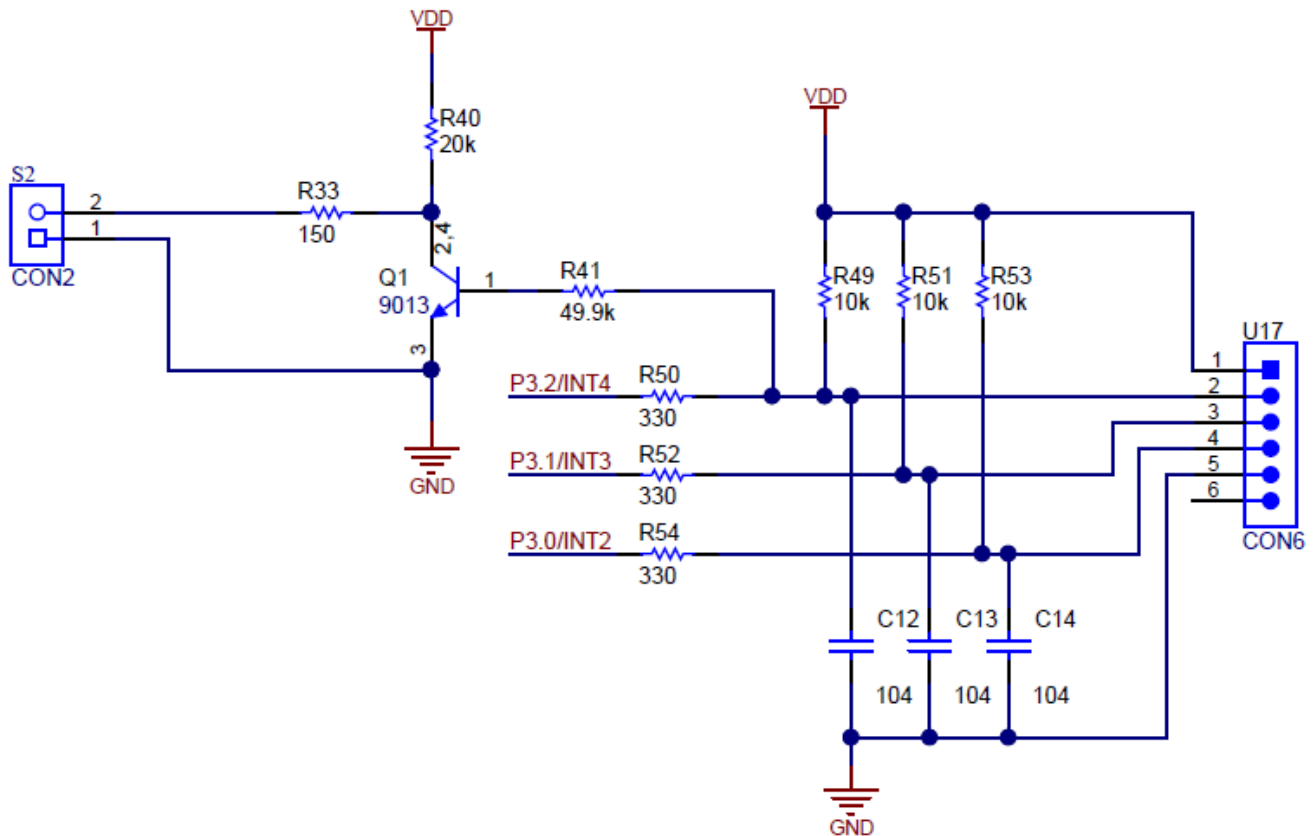 VDD
R40
20k
VDD
S2
2
1
CON2
R33
150
2,4
Q1
9013
1
3
R41
49.9k
R49
10k
R51
10k
R53
10k
U17
1
2
3
4
5
6
CON6
P3.2/INT4
R50
330
GND
P3.1/INT3
R52
330
P3.0/INT2
R54
330
C12
104
C13
104
C14
104
GND